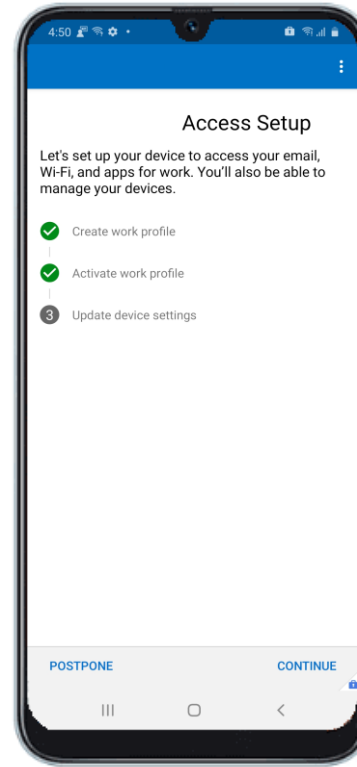 4:50
Access Setup
Let's set up your device to access your email,
Wi-Fi, and apps for work. You'll also be able to
manage your devices.
Create work profile
Activate work profile
3 Update device settings
POSTPONE CONTINUE